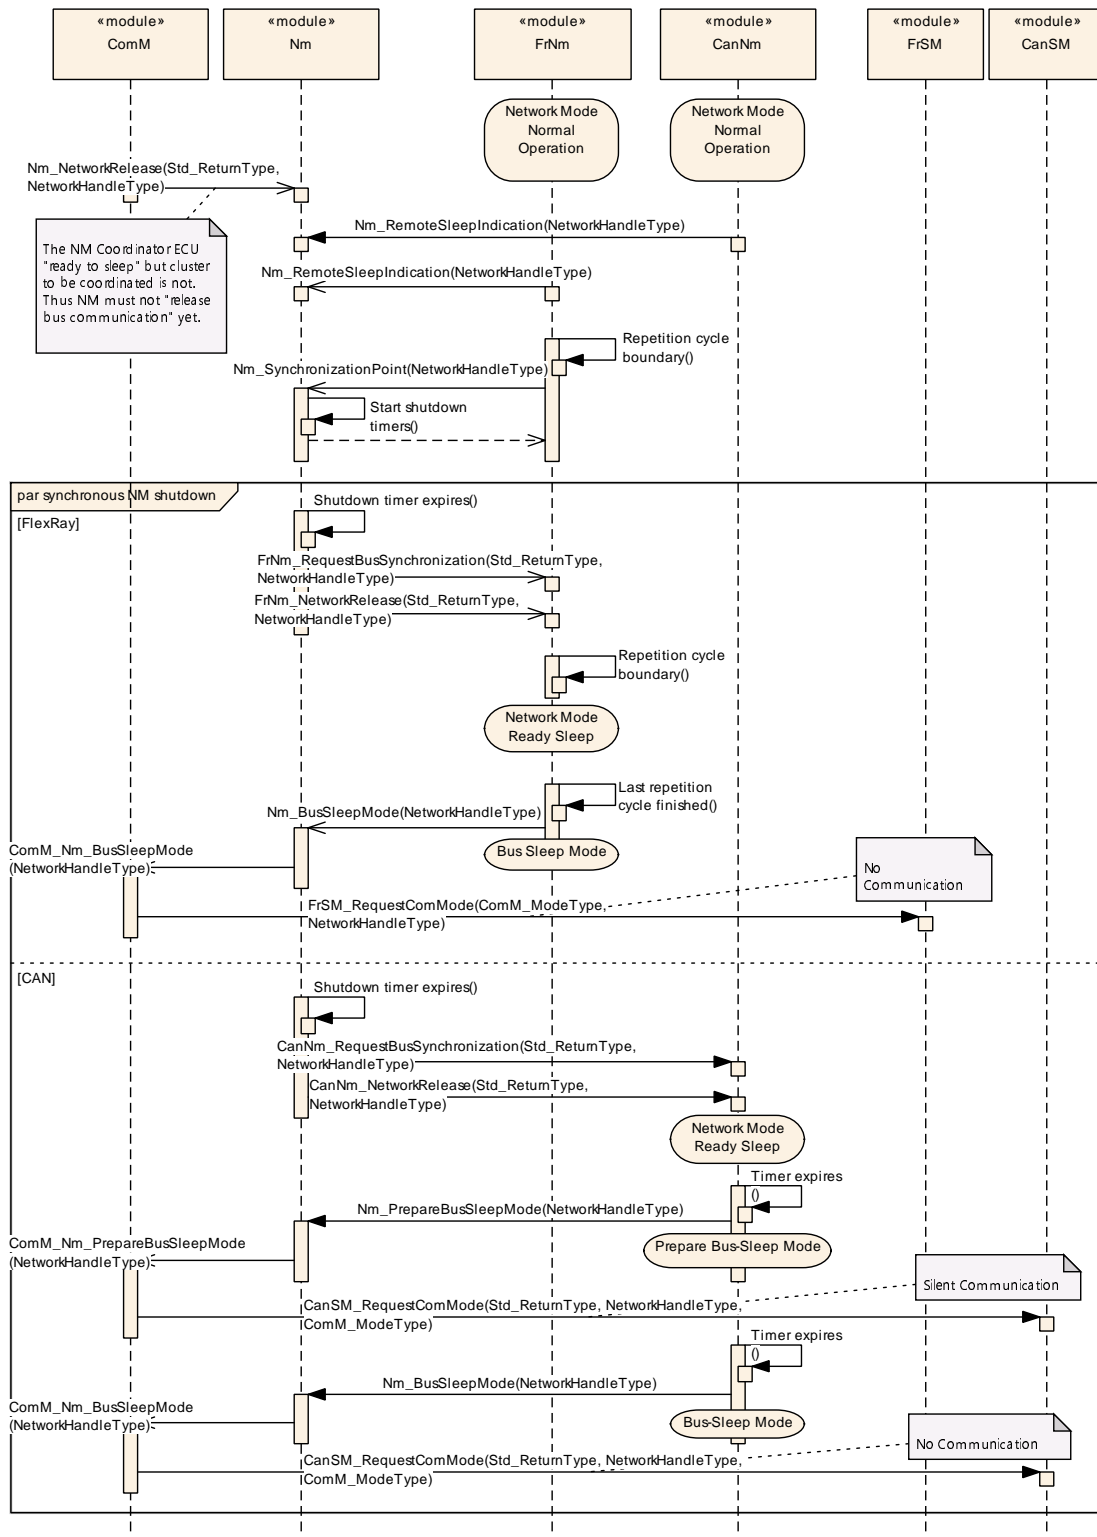 «module»
ComM
«module»
Nm
«module»
FrNm
«module»
CanNm
«module»
FrSM
«module»
CanSM
Network Mode
Normal
Operation
Network Mode
Normal
Operation
Nm_NetworkRelease(Std_ReturnType,
NetworkHandleType)
The NM Coordinator ECU
"ready to sleep" but cluster
to be coordinated is not.
Thus NM must not "release
bus communication" yet.
Nm_RemoteSleepIndication(NetworkHandleType)
Nm_RemoteSleepIndication(NetworkHandleType)
Repetition cycle
boundary()
Nm_SynchronizationPoint(NetworkHandleType)
Start shutdown
timers()
par synchronous NM shutdown
[FlexRay]
Shutdown timer expires()
FrNm_RequestBusSynchronization(Std_ReturnType,
NetworkHandleType)
FrNm_NetworkRelease(Std_ReturnType,
NetworkHandleType)
Repetition cycle
boundary()
Network Mode
Ready Sleep
Last repetition
cycle finished()
Nm_BusSleepMode(NetworkHandleType)
Bus Sleep Mode
ComM_Nm_BusSleepMode
(NetworkHandleType)
No
Communication
FrSM_RequestComMode(ComM_ModeType,
NetworkHandleType)
[CAN]
Shutdown timer expires()
CanNm_RequestBusSynchronization(Std_ReturnType,
NetworkHandleType)
CanNm_NetworkRelease(Std_ReturnType,
NetworkHandleType)
Network Mode
Ready Sleep
Timer expires
()
Nm_PrepareBusSleepMode(NetworkHandleType)
Prepare Bus-Sleep Mode
ComM_Nm_PrepareBusSleepMode
(NetworkHandleType)
Silent Communication
CanSM_RequestComMode(Std_ReturnType, NetworkHandleType,
ComM_ModeType)
Timer expires
()
Nm_BusSleepMode(NetworkHandleType)
Bus-Sleep Mode
ComM_Nm_BusSleepMode
(NetworkHandleType)
No Communication
CanSM_RequestComMode(Std_ReturnType, NetworkHandleType,
ComM_ModeType)